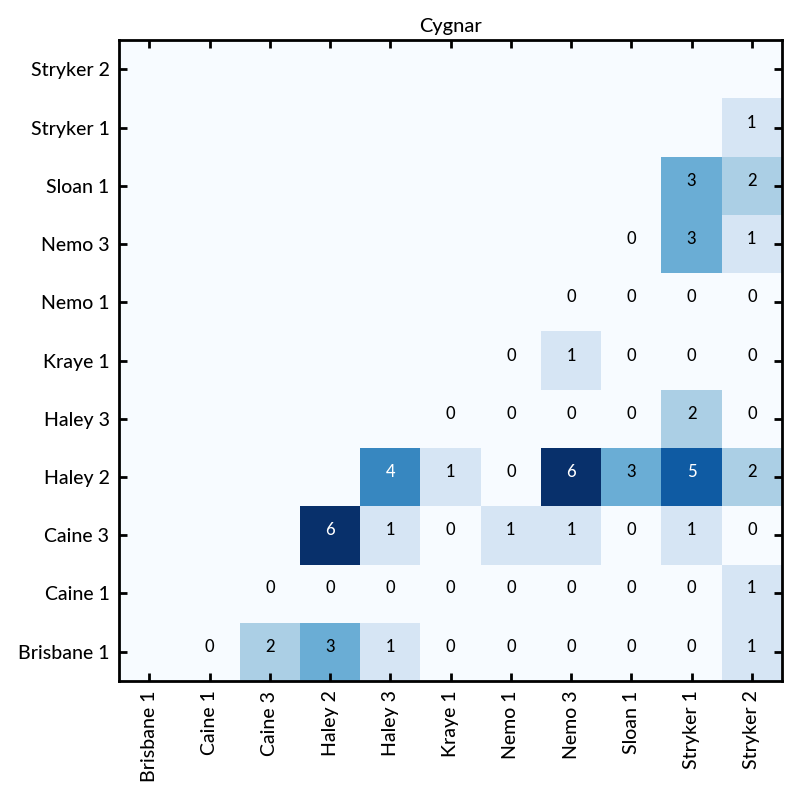 Cygnar
Stryker 2
Stryker 1 1
Sloan 1 3 2
Nemo 3 0 3 1
Nemo 1 0 0 0 0
Kraye 1 0 1 0 0 0
Haley 3 0 0 0 0 2 0
Haley 2 4 1 0 6 3 5 2
Caine 3 6 1 0 1 1 0 1 0
Caine 1 0 0 0 0 0 0 0 0 1
Brisbane 1 0 2 3 1 0 0 0 0 0 1
Brisbane 1 Caine 1 Caine 3 Haley 2 Haley 3 Kraye 1 Nemo 1 Nemo 3 Sloan 1 Stryker 1 Stryker 2